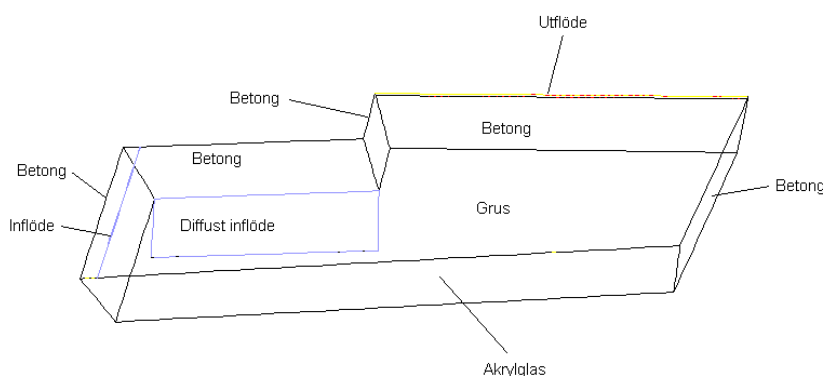 Utflöde
Betong
Betong
Betong
Betong
Betong
Inflöde
Diffust inflöde
Grus
Akrylglas